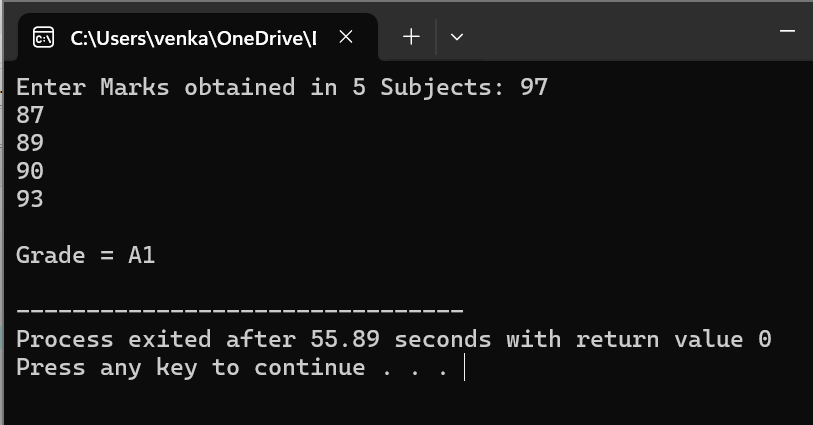 C:\Users\venka\OneDrive\I
Enter Marks obtained in 5 Subjects: 97
87
89
90
93
Grade = A1
--------------------------------
Process exited after 55.89 seconds with return value 0
Press any key to continue . . .